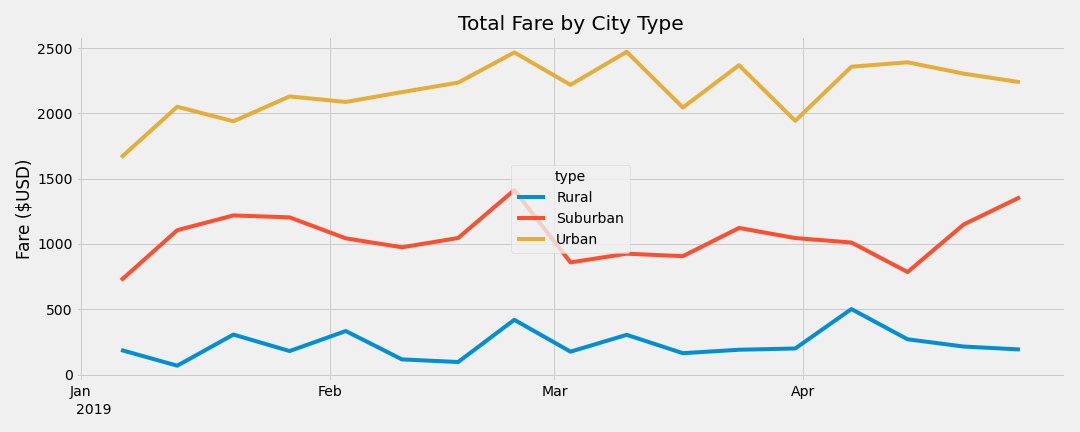 Total Fare by City Type
Fare ($USD)
2500
2000
1500
1000
500
0
type
Rural
Suburban
Urban
Jan Feb Mar Apr
2019